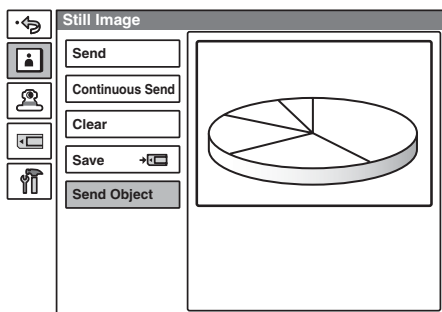 Still Image
Send
Continuous Send
Clear
Save
Send Object